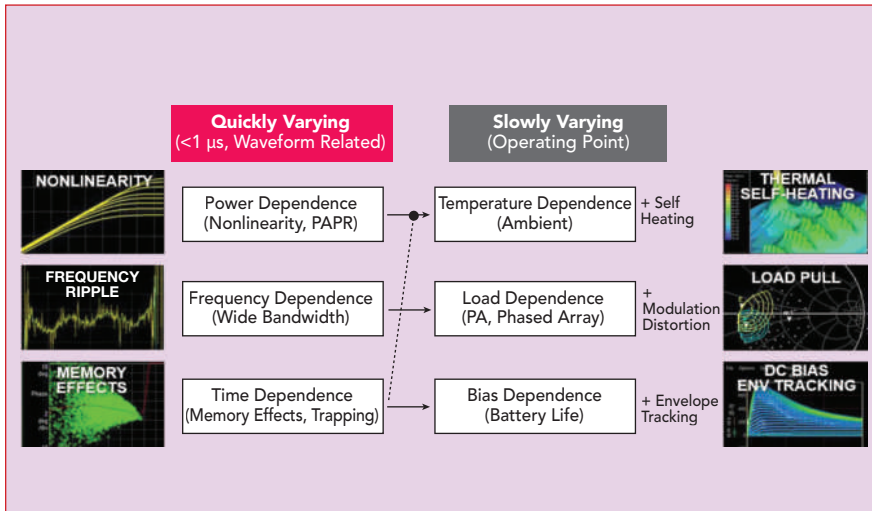 Quickly Varying
(<1 µs, Waveform Related)
Slowly Varying
(Operating Point)
NONLINEARITY
Power Dependence
(Nonlinearity, PAPR)
Temperature Dependence
(Ambient)
+ Self
Heating
THERMAL
SELF-HEATING
FREQUENCY
RIPPLE
Frequency Dependence
(Wide Bandwidth)
Load Dependence
(PA, Phased Array)
+
Modulation
Distortion
LOAD PULL
MEMORY
EFFECTS
Time Dependence
(Memory Effects, Trapping)
Bias Dependence
(Battery Life)
+ Envelope
Tracking
DC BIAS
ENV TRACKING